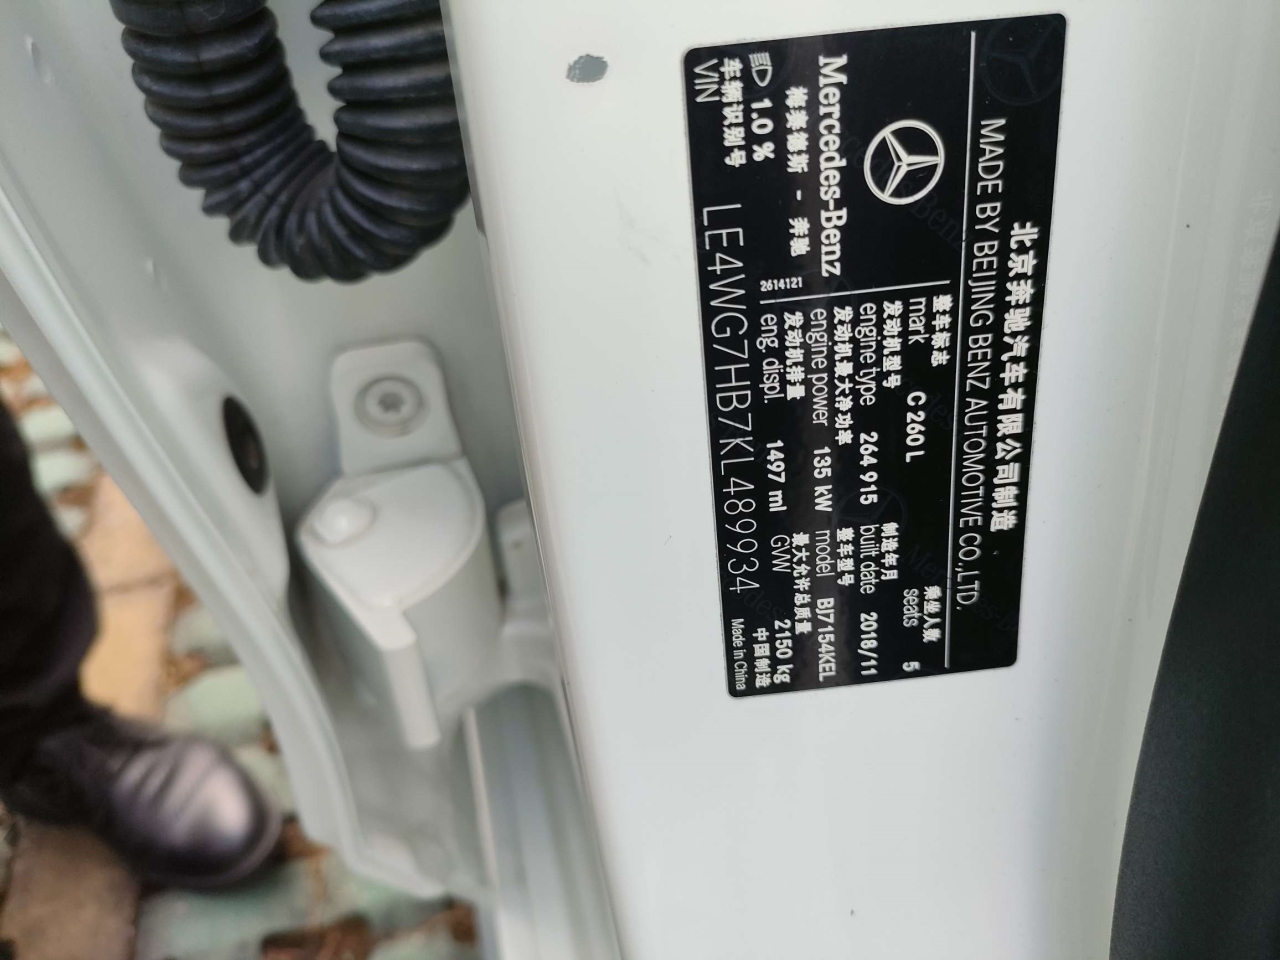 北京奔驰汽车有限公司制造
MADE BY BEIJING BENZ AUTOMOTIVE CO.,LTD.
Mercedes-Benz
梅赛德斯 - 奔驰
1.0 %
2614121
整车标志
mark C 260 L
乘坐人数
seats 5
发动机型号
engine type 264 915
制造年月
built date 2018/11
发动机最大净功率
engine power 135 kW
整车型号
model BJ7154KEL
发动机排量
eng. displ. 1497 ml
最大允许总质量
GVW 2150 kg
车辆识别号
VIN LE4WG7HB7KL489934
中国制造
Made in China